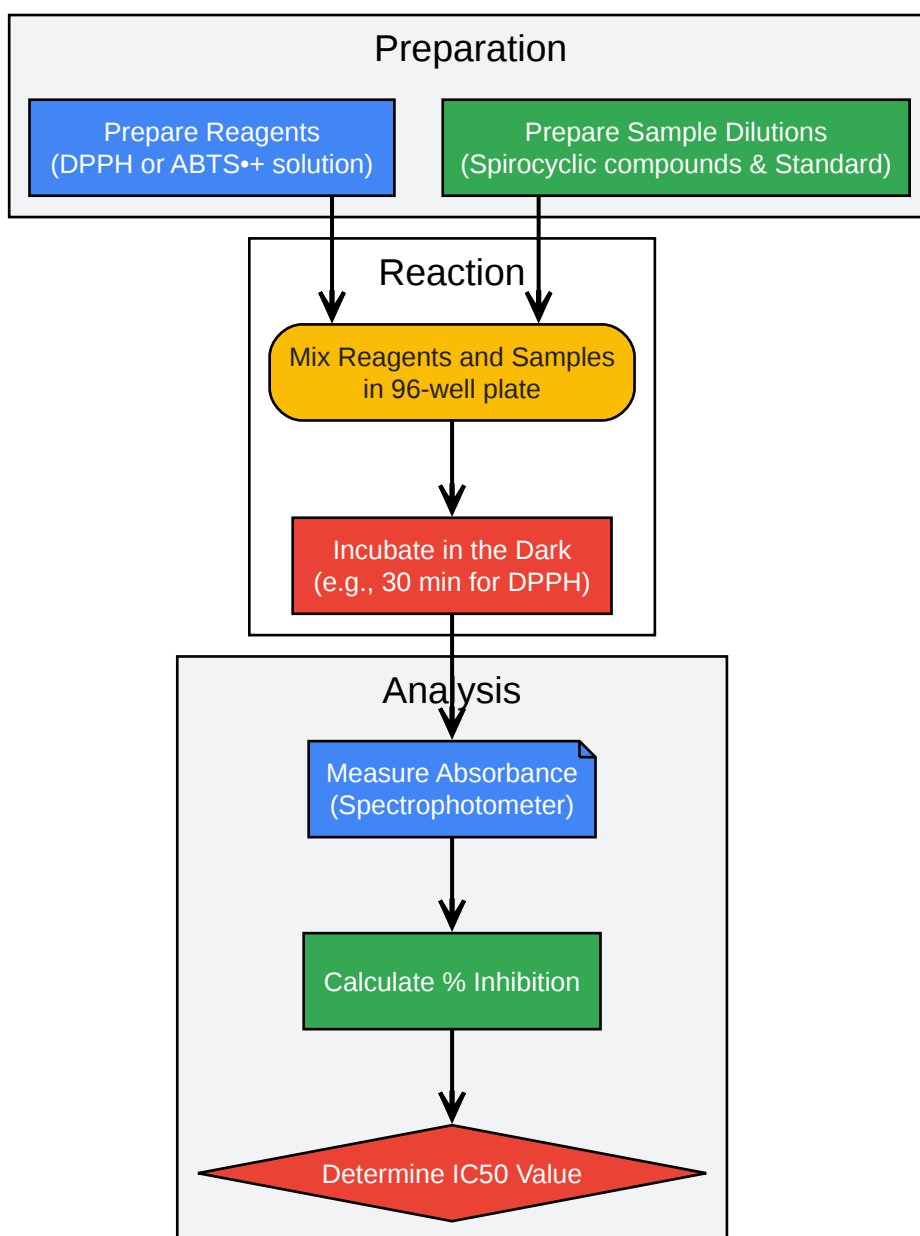 Preparation
Prepare Reagents
(DPPH or ABTS•+ solution)
Prepare Sample Dilutions
(Spirocyclic compounds & Standard)
Reaction
Mix Reagents and Samples
in 96-well plate
Incubate in the Dark
(e.g., 30 min for DPPH)
Analysis
Measure Absorbance
(Spectrophotometer)
Calculate % Inhibition
Determine IC50 Value